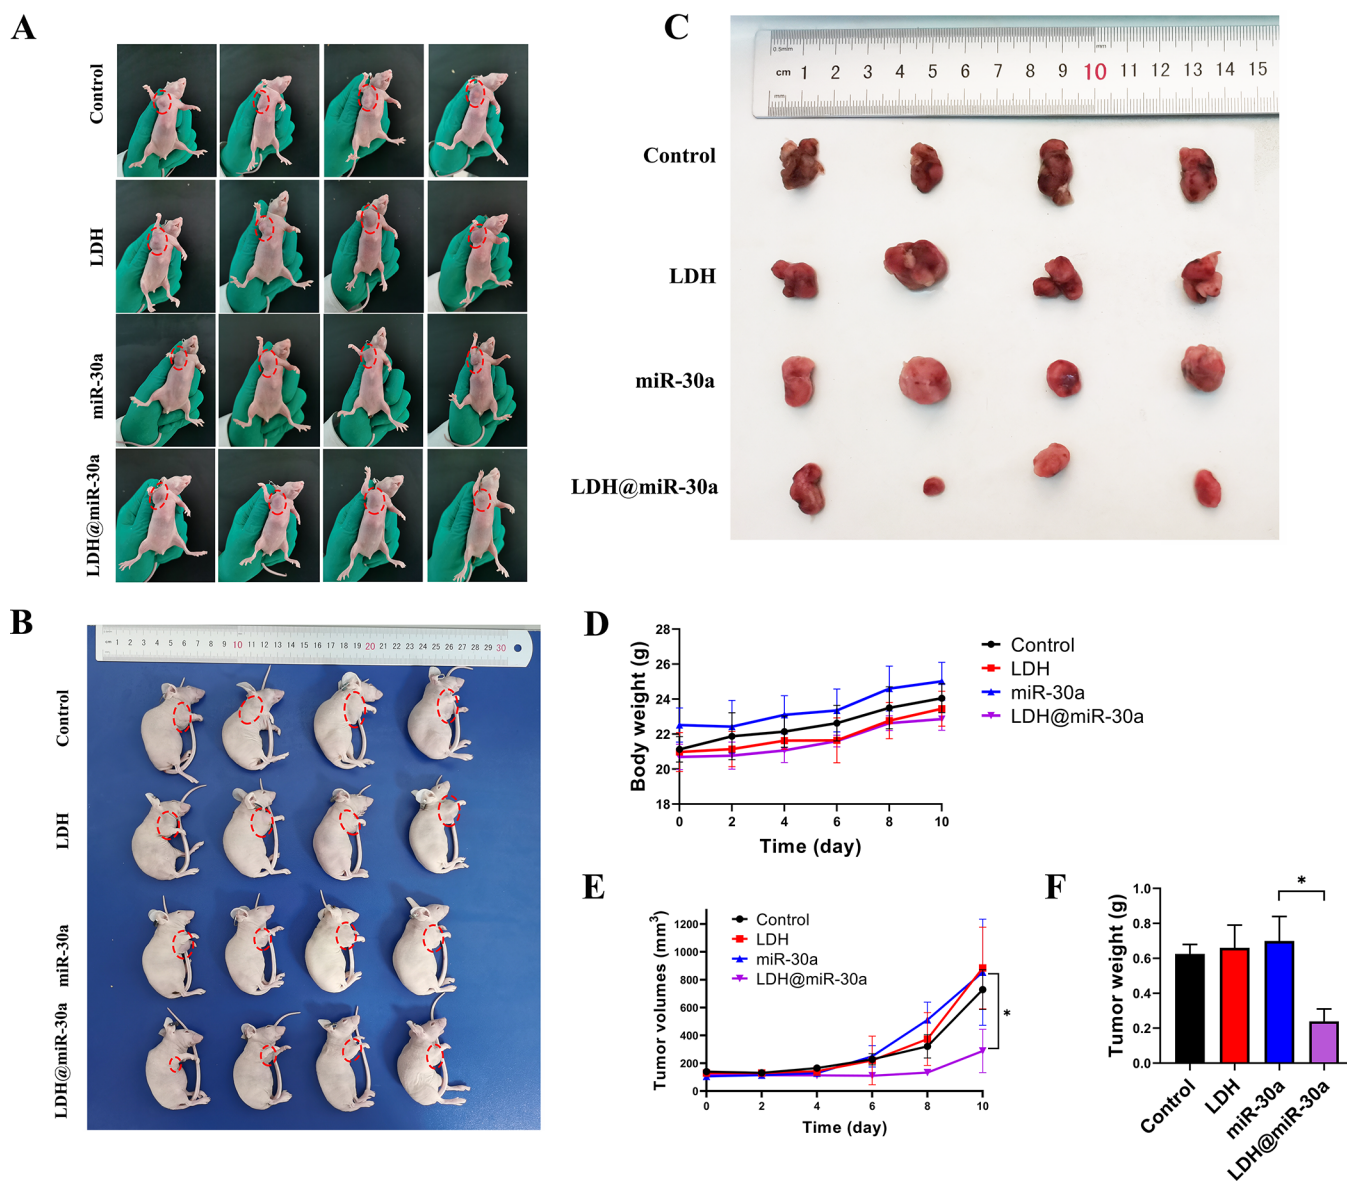 A
Control
LDH
miR-30a
LDH@miR-30a
C
0.5mm
mm
cm 1 2 3 4 5 6 7 8 9 10 11 12 13 14 15
mm
Control
LDH
miR-30a
LDH@miR-30a
B
cm 1 2 3 4 5 6 7 8 9 10 11 12 13 14 15 16 17 18 19 20 21 22 23 24 25 26 27 28 29 30
Control
LDH
miR-30a
LDH@miR-30a
D
Body weight (g)
28
26
24
22
20
18
0 2 4 6 8 10
Time (day)
Control
LDH
miR-30a
LDH@miR-30a
E
Tumor volumes (mm³)
1200
1000
800
600
400
200
0
0 2 4 6 8 10
Time (day)
Control
LDH
miR-30a
LDH@miR-30a
*
F
Tumor weight (g)
1.0
0.8
0.6
0.4
0.2
0.0
*
Control
LDH
miR-30a
LDH@miR-30a